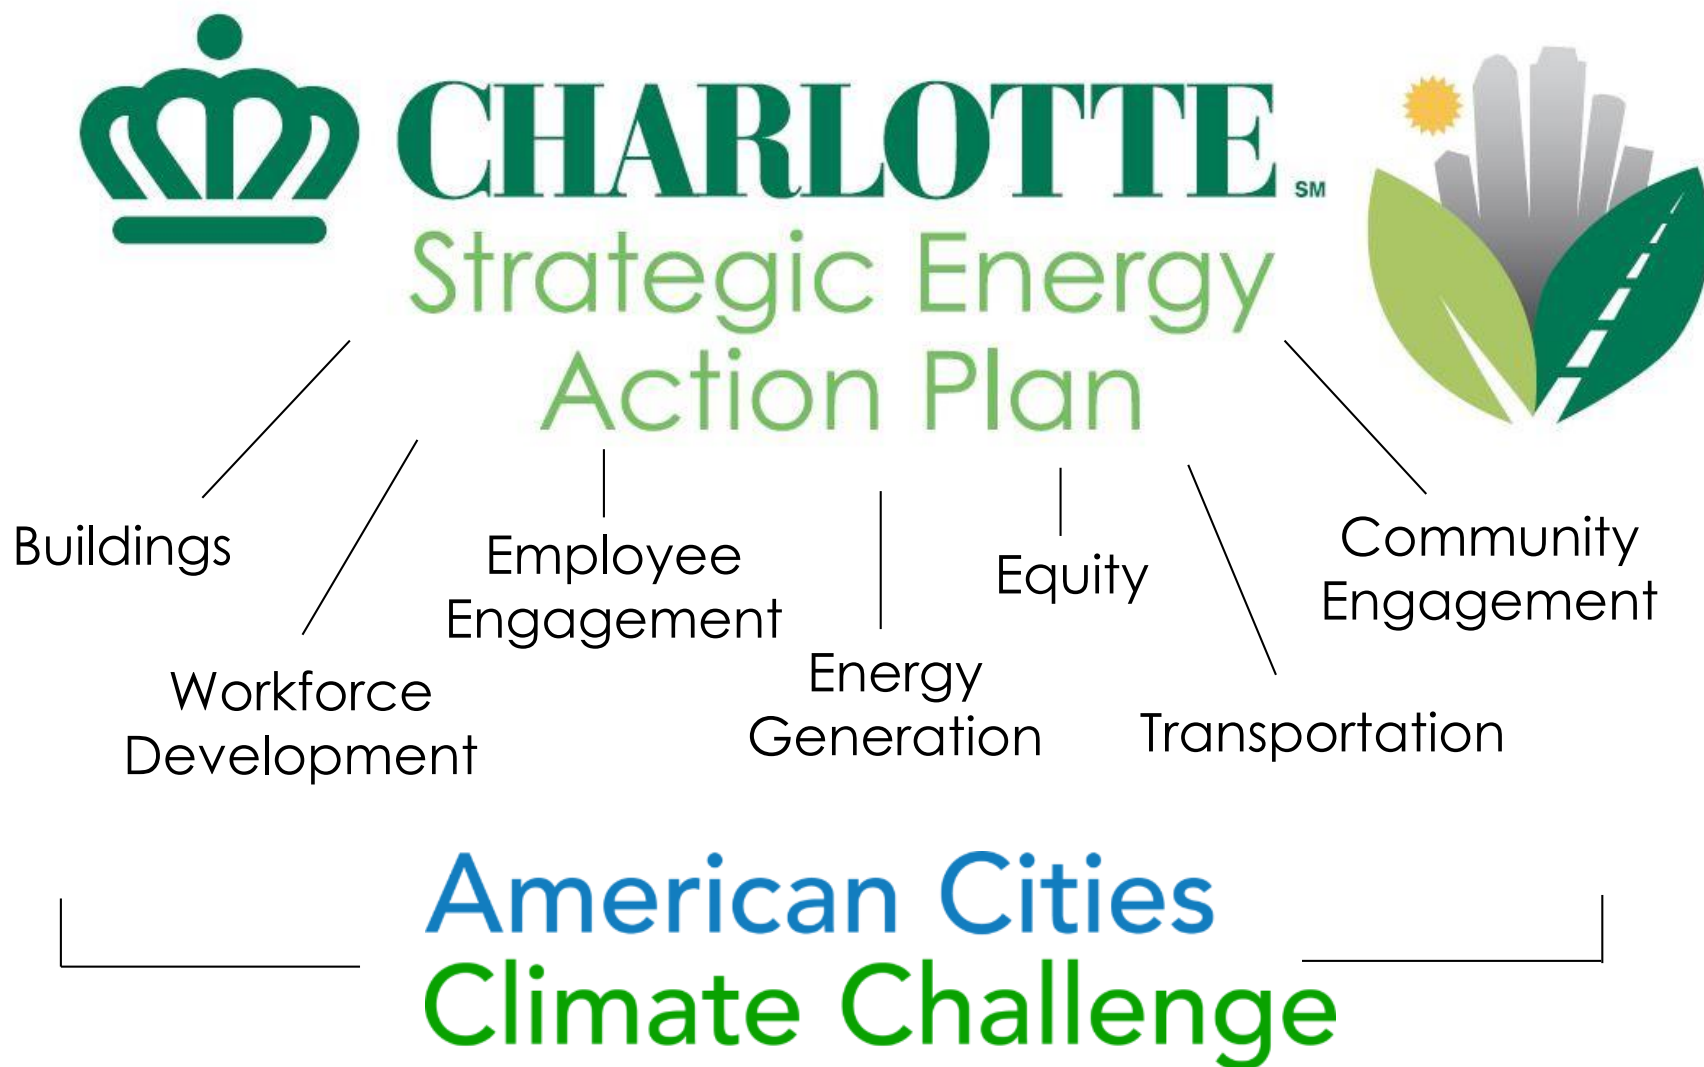 CHARLOTTE SM
Strategic Energy
Action Plan
Buildings
Workforce
Development
Employee
Engagement
Energy
Generation
Equity
Transportation
Community
Engagement
American Cities
Climate Challenge